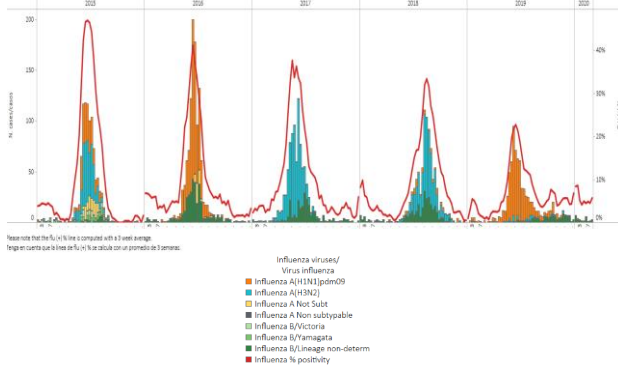 2015 2016 2017 2018 2019 2020
200
150
100
50
0
40%
30%
20%
10%
0%
Please note that the flu (+) % line is computed with a 3 week average.
Tenga en cuenta que la línea de flu (+) % se calcula con un promedio de 3 semanas.
Influenza viruses/
Virus influenza
Influenza A(H1N1)pdm09
Influenza A(H3N2)
Influenza A Not Subt
Influenza A Non subtypable
Influenza B/Victoria
Influenza B/Yamagata
Influenza B/Lineage non-determ
Influenza % positivity